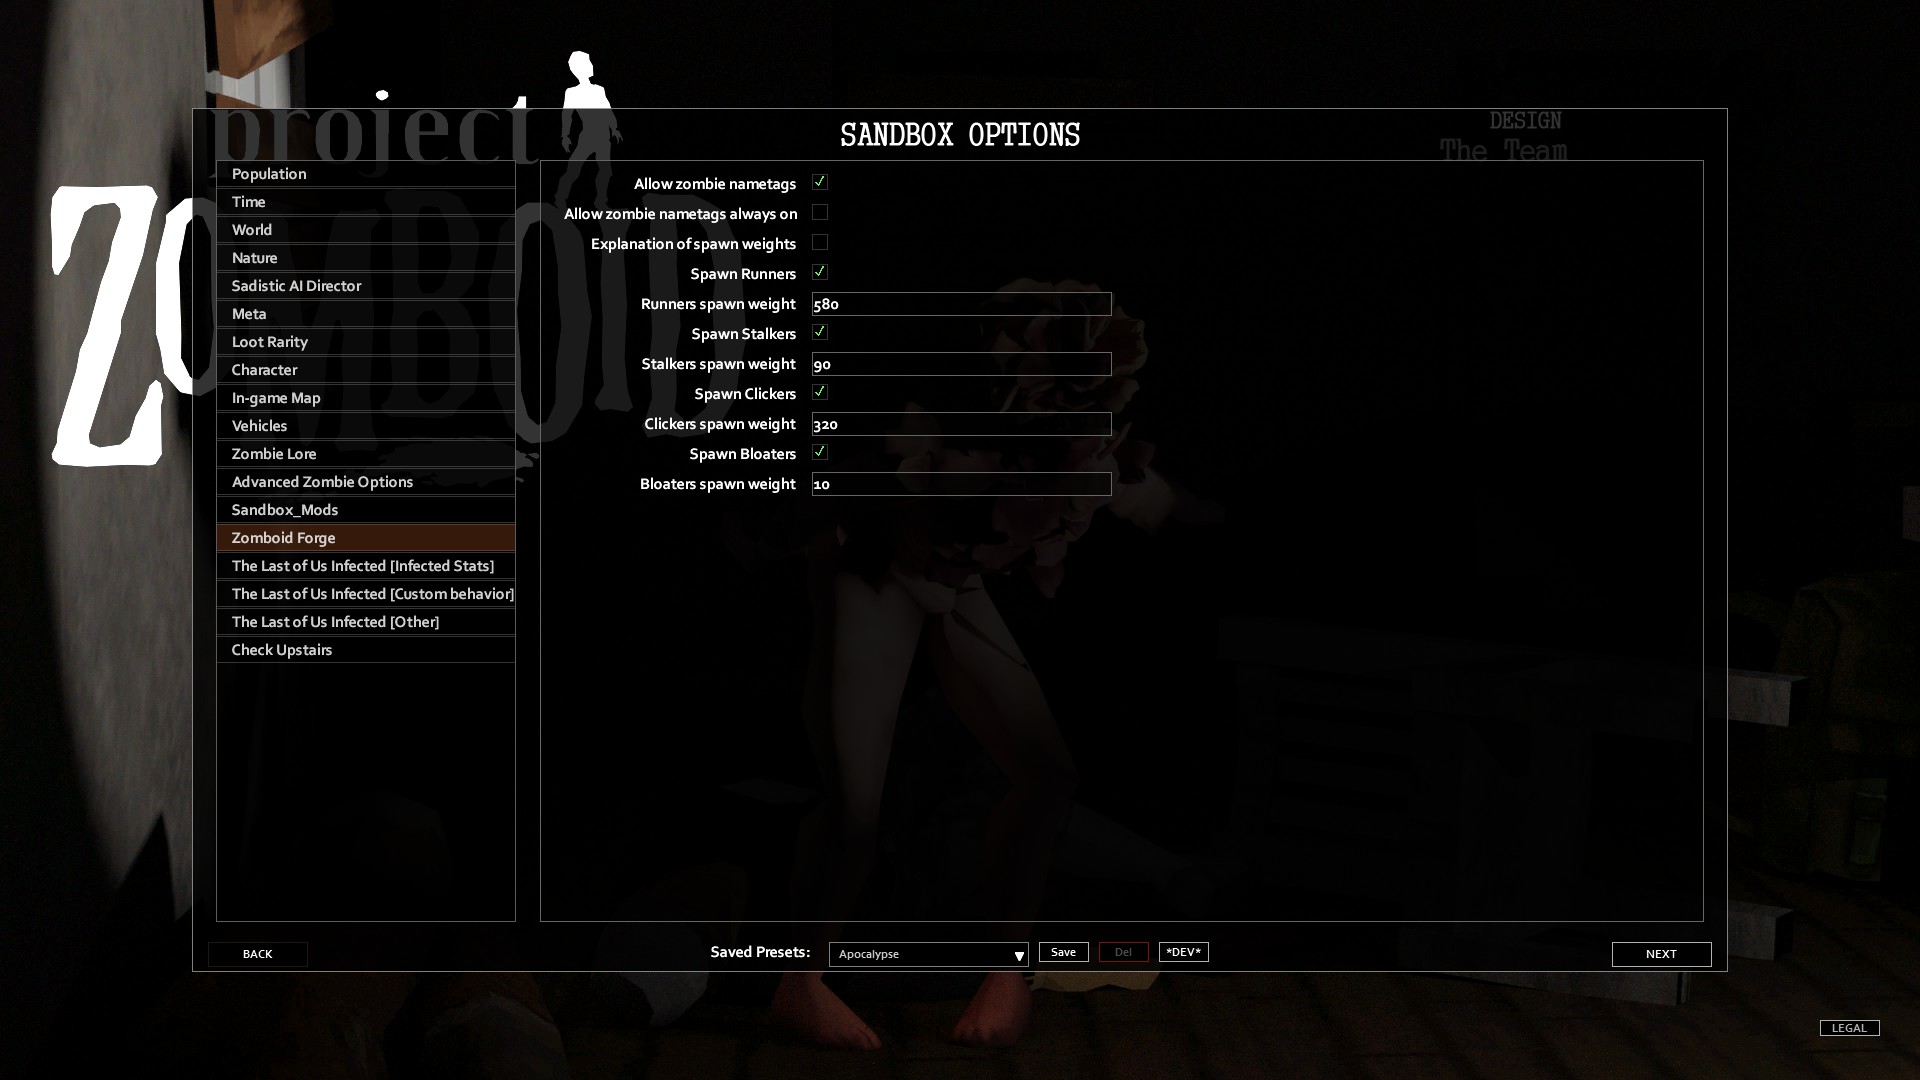 project
ZOMBOID
SANDBOX OPTIONS
DESIGN
The Team
Population
Time
World
Nature
Sadistic AI Director
Meta
Loot Rarity
Character
In-game Map
Vehicles
Zombie Lore
Advanced Zombie Options
Sandbox_Mods
Zomboid Forge
The Last of Us Infected [Infected Stats]
The Last of Us Infected [Custom behavior]
The Last of Us Infected [Other]
Check Upstairs
Allow zombie nametags
Allow zombie nametags always on
Explanation of spawn weights
Spawn Runners
Runners spawn weight 580
Spawn Stalkers
Stalkers spawn weight 90
Spawn Clickers
Clickers spawn weight 320
Spawn Bloaters
Bloaters spawn weight 10
BACK Saved Presets: Apocalypse Save Del *DEV* NEXT
LEGAL